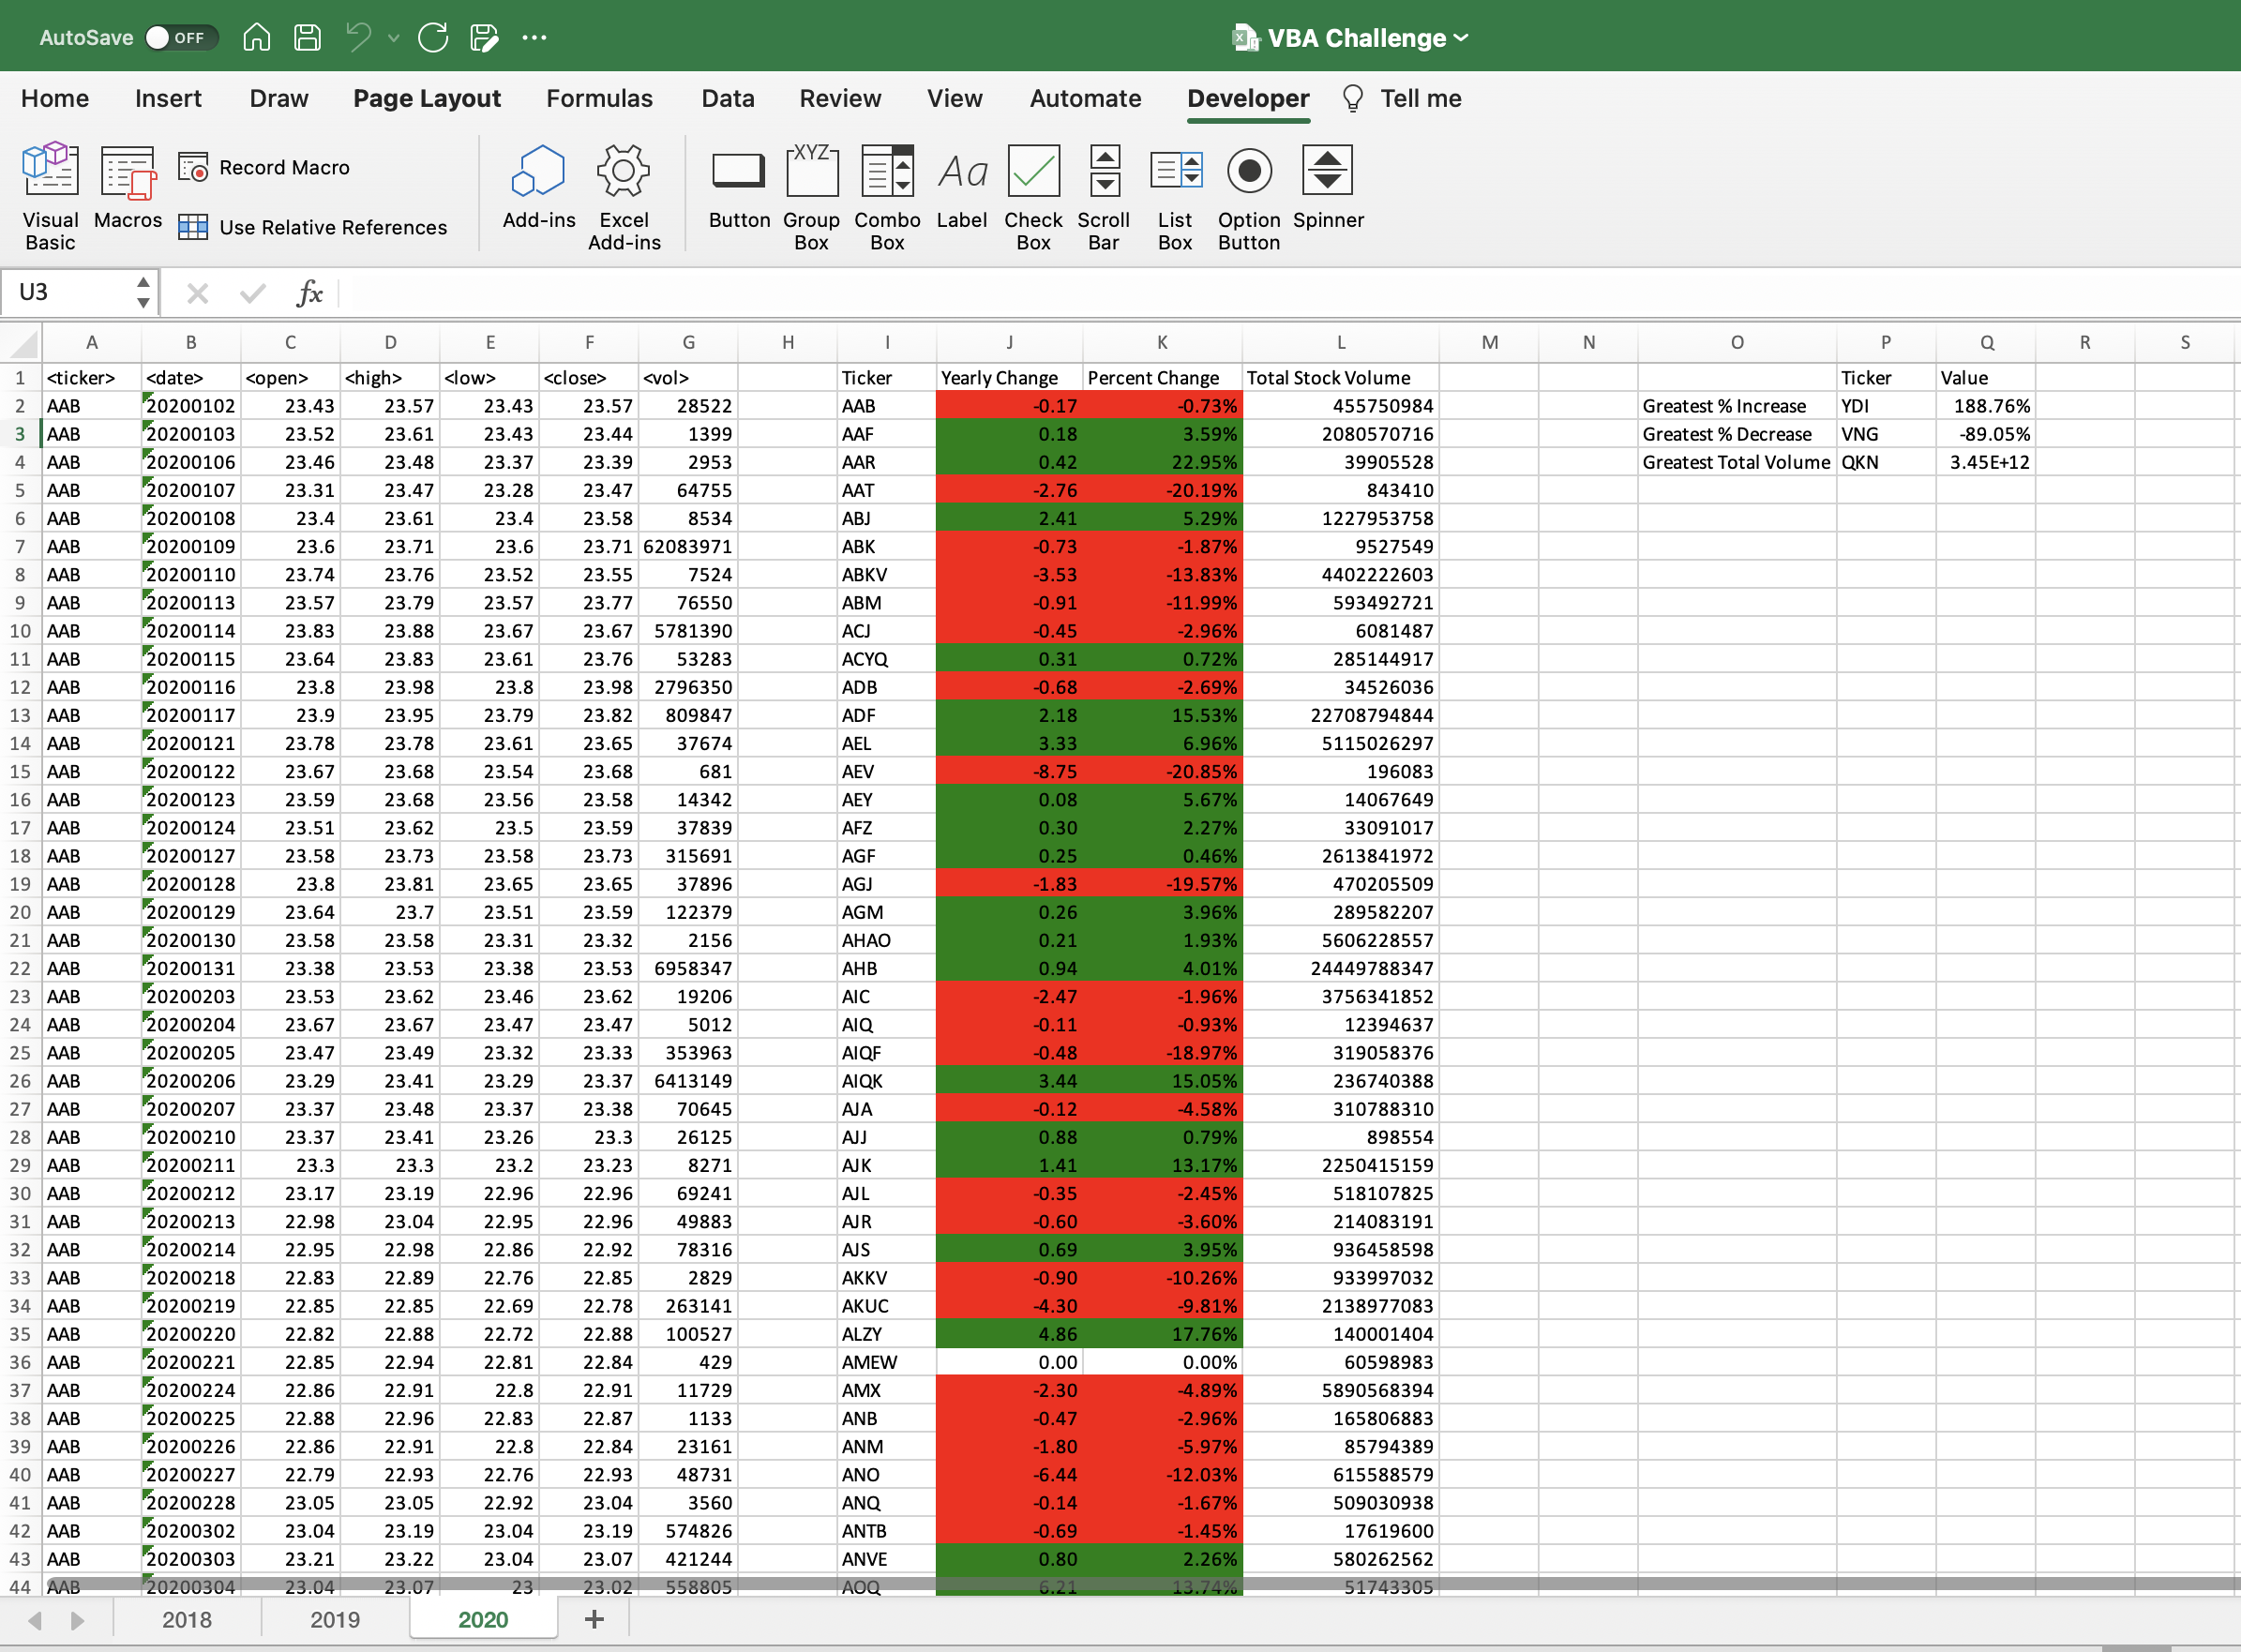 AutoSave OFF VBA Challenge
Home Insert Draw Page Layout Formulas Data Review View Automate Developer Tell me
Visual Basic Macros Record Macro Use Relative References Add-ins Excel Add-ins Button XYZ Group Box Combo Box Aa Label Check Box Scroll Bar List Box Option Button Spinner
U3 fx
A B C D E F G H I J K L M N O P Q R S
1 <ticker> <date> <open> <high> <low> <close> <vol> Ticker Yearly Change Percent Change Total Stock Volume Ticker Value
2 AAB 20200102 23.43 23.57 23.43 23.57 28522 AAB -0.17 -0.73% 455750984 Greatest % Increase YDI 188.76%
3 AAB 20200103 23.52 23.61 23.43 23.44 1399 AAF 0.18 3.59% 2080570716 Greatest % Decrease VNG -89.05%
4 AAB 20200106 23.46 23.48 23.37 23.39 2953 AAR 0.42 22.95% 39905528 Greatest Total Volume QKN 3.45E+12
5 AAB 20200107 23.31 23.47 23.28 23.47 64755 AAT -2.76 -20.19% 843410
6 AAB 20200108 23.4 23.61 23.4 23.58 8534 ABJ 2.41 5.29% 1227953758
7 AAB 20200109 23.6 23.71 23.6 23.71 62083971 ABK -0.73 -1.87% 9527549
8 AAB 20200110 23.74 23.76 23.52 23.55 7524 ABKV -3.53 -13.83% 4402222603
9 AAB 20200113 23.57 23.79 23.57 23.77 76550 ABM -0.91 -11.99% 593492721
10 AAB 20200114 23.83 23.88 23.67 23.67 5781390 ACJ -0.45 -2.96% 6081487
11 AAB 20200115 23.64 23.83 23.61 23.76 53283 ACYQ 0.31 0.72% 285144917
12 AAB 20200116 23.8 23.98 23.8 23.98 2796350 ADB -0.68 -2.69% 34526036
13 AAB 20200117 23.9 23.95 23.79 23.82 809847 ADF 2.18 15.53% 22708794844
14 AAB 20200121 23.78 23.78 23.61 23.65 37674 AEL 3.33 6.96% 5115026297
15 AAB 20200122 23.67 23.68 23.54 23.68 681 AEV -8.75 -20.85% 196083
16 AAB 20200123 23.59 23.68 23.56 23.58 14342 AEY 0.08 5.67% 14067649
17 AAB 20200124 23.51 23.62 23.5 23.59 37839 AFZ 0.30 2.27% 33091017
18 AAB 20200127 23.58 23.73 23.58 23.73 315691 AGF 0.25 0.46% 2613841972
19 AAB 20200128 23.8 23.81 23.65 23.65 37896 AGJ -1.83 -19.57% 470205509
20 AAB 20200129 23.64 23.7 23.51 23.59 122379 AGM 0.26 3.96% 289582207
21 AAB 20200130 23.58 23.58 23.31 23.32 2156 AHAO 0.21 1.93% 5606228557
22 AAB 20200131 23.38 23.53 23.38 23.53 6958347 AHB 0.94 4.01% 24449788347
23 AAB 20200203 23.53 23.62 23.46 23.62 19206 AIC -2.47 -1.96% 3756341852
24 AAB 20200204 23.67 23.67 23.47 23.47 5012 AIQ -0.11 -0.93% 12394637
25 AAB 20200205 23.47 23.49 23.32 23.33 353963 AIQF -0.48 -18.97% 319058376
26 AAB 20200206 23.29 23.41 23.29 23.37 6413149 AIQK 3.44 15.05% 236740388
27 AAB 20200207 23.37 23.48 23.37 23.38 70645 AJA -0.12 -4.58% 310788310
28 AAB 20200210 23.37 23.41 23.26 23.3 26125 AJJ 0.88 0.79% 898554
29 AAB 20200211 23.3 23.3 23.2 23.23 8271 AJK 1.41 13.17% 2250415159
30 AAB 20200212 23.17 23.19 22.96 22.96 69241 AJL -0.35 -2.45% 518107825
31 AAB 20200213 22.98 23.04 22.95 22.96 49883 AJR -0.60 -3.60% 214083191
32 AAB 20200214 22.95 22.98 22.86 22.92 78316 AJS 0.69 3.95% 936458598
33 AAB 20200218 22.83 22.89 22.76 22.85 2829 AKKV -0.90 -10.26% 933997032
34 AAB 20200219 22.85 22.85 22.69 22.78 263141 AKUC -4.30 -9.81% 2138977083
35 AAB 20200220 22.82 22.88 22.72 22.88 100527 ALZY 4.86 17.76% 140001404
36 AAB 20200221 22.85 22.94 22.81 22.84 429 AMEW 0.00 0.00% 60598983
37 AAB 20200224 22.86 22.91 22.8 22.91 11729 AMX -2.30 -4.89% 5890568394
38 AAB 20200225 22.88 22.96 22.83 22.87 1133 ANB -0.47 -2.96% 165806883
39 AAB 20200226 22.86 22.91 22.8 22.84 23161 ANM -1.80 -5.97% 85794389
40 AAB 20200227 22.79 22.93 22.76 22.93 48731 ANO -6.44 -12.03% 615588579
41 AAB 20200228 23.05 23.05 22.92 23.04 3560 ANQ -0.14 -1.67% 509030938
42 AAB 20200302 23.04 23.19 23.04 23.19 574826 ANTB -0.69 -1.45% 17619600
43 AAB 20200303 23.21 23.22 23.04 23.07 421244 ANVE 0.80 2.26% 580262562
44 AAB 20200304 23.04 23.07 23 23.02 558805 AOQ 6.21 13.74% 51743305
2018 2019 2020 +